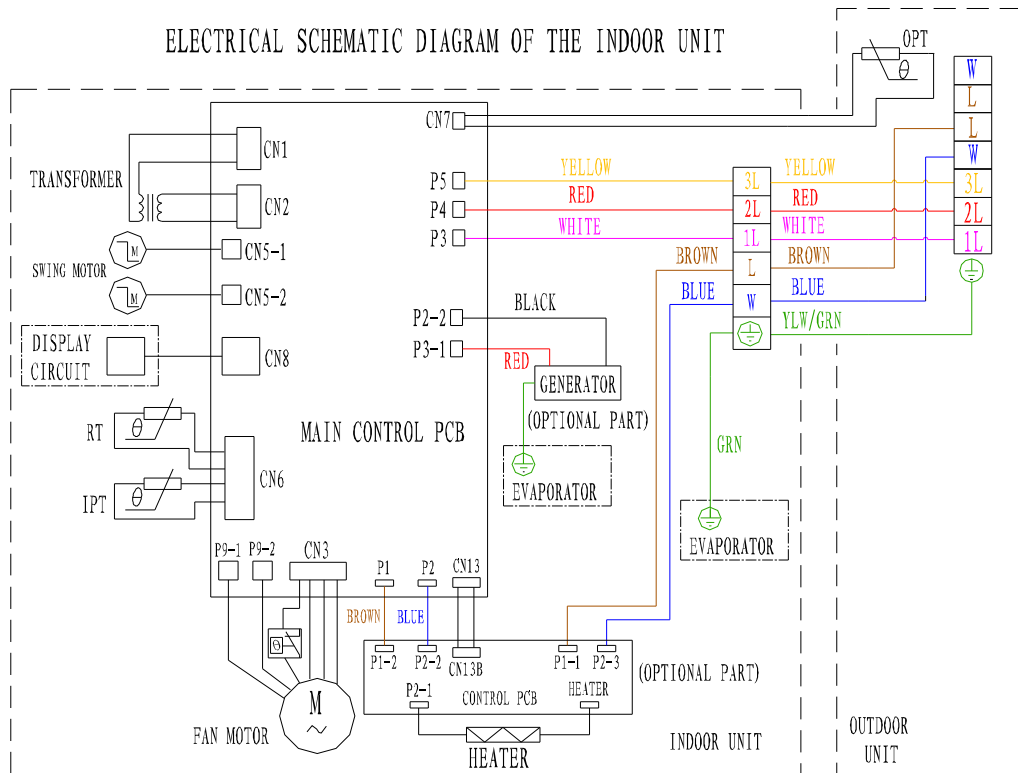 ELECTRICAL SCHEMATIC DIAGRAM OF THE INDOOR UNIT
OPT
θ
W
L
L
W
3L
2L
1L
CN7
CN1
TRANSFORMER
CN2
P5
YELLOW
3L
YELLOW
P4
RED
2L
RED
P3
WHITE
1L
WHITE
M
CN5-1
SWING MOTOR
M
CN5-2
BROWN
L
BROWN
BLUE
W
BLUE
YLW/GRN
P2-2
BLACK
P3-1
RED
GENERATOR
(OPTIONAL PART)
DISPLAY
CIRCUIT
CN8
MAIN CONTROL PCB
RT
θ
IPT
θ
CN6
EVAPORATOR
GRN
EVAPORATOR
P9-1
P9-2
CN3
P1
P2
CN13
BROWN
BLUE
θ
P1-2
P2-2
CN13B
P1-1
P2-3
(OPTIONAL PART)
P2-1
CONTROL PCB
HEATER
M
FAN MOTOR
HEATER
INDOOR UNIT
OUTDOOR
UNIT